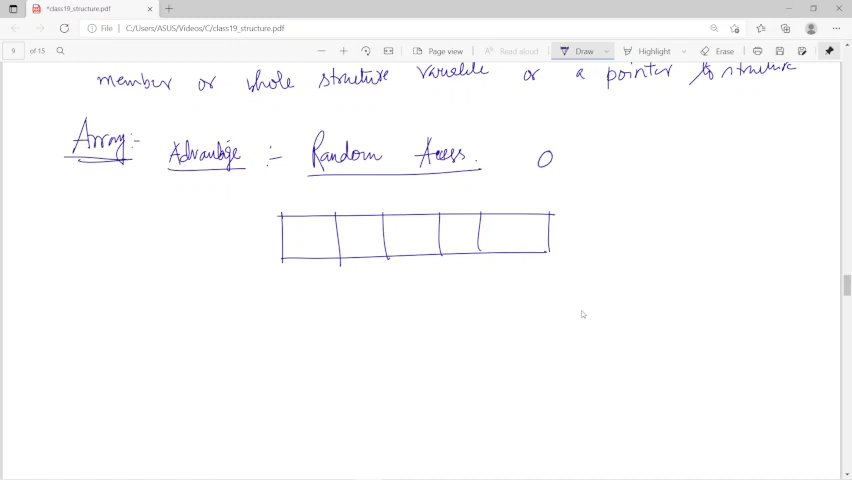 *class19_structure.pdf
File
C:/Users/ASUS/Videos/C/class19_structure.pdf
9 of 15
Page view
Read aloud
Draw
Highlight
Erase
member or whole structure variable or a pointer to structure
Array:-
Advantage :- Random Access. O